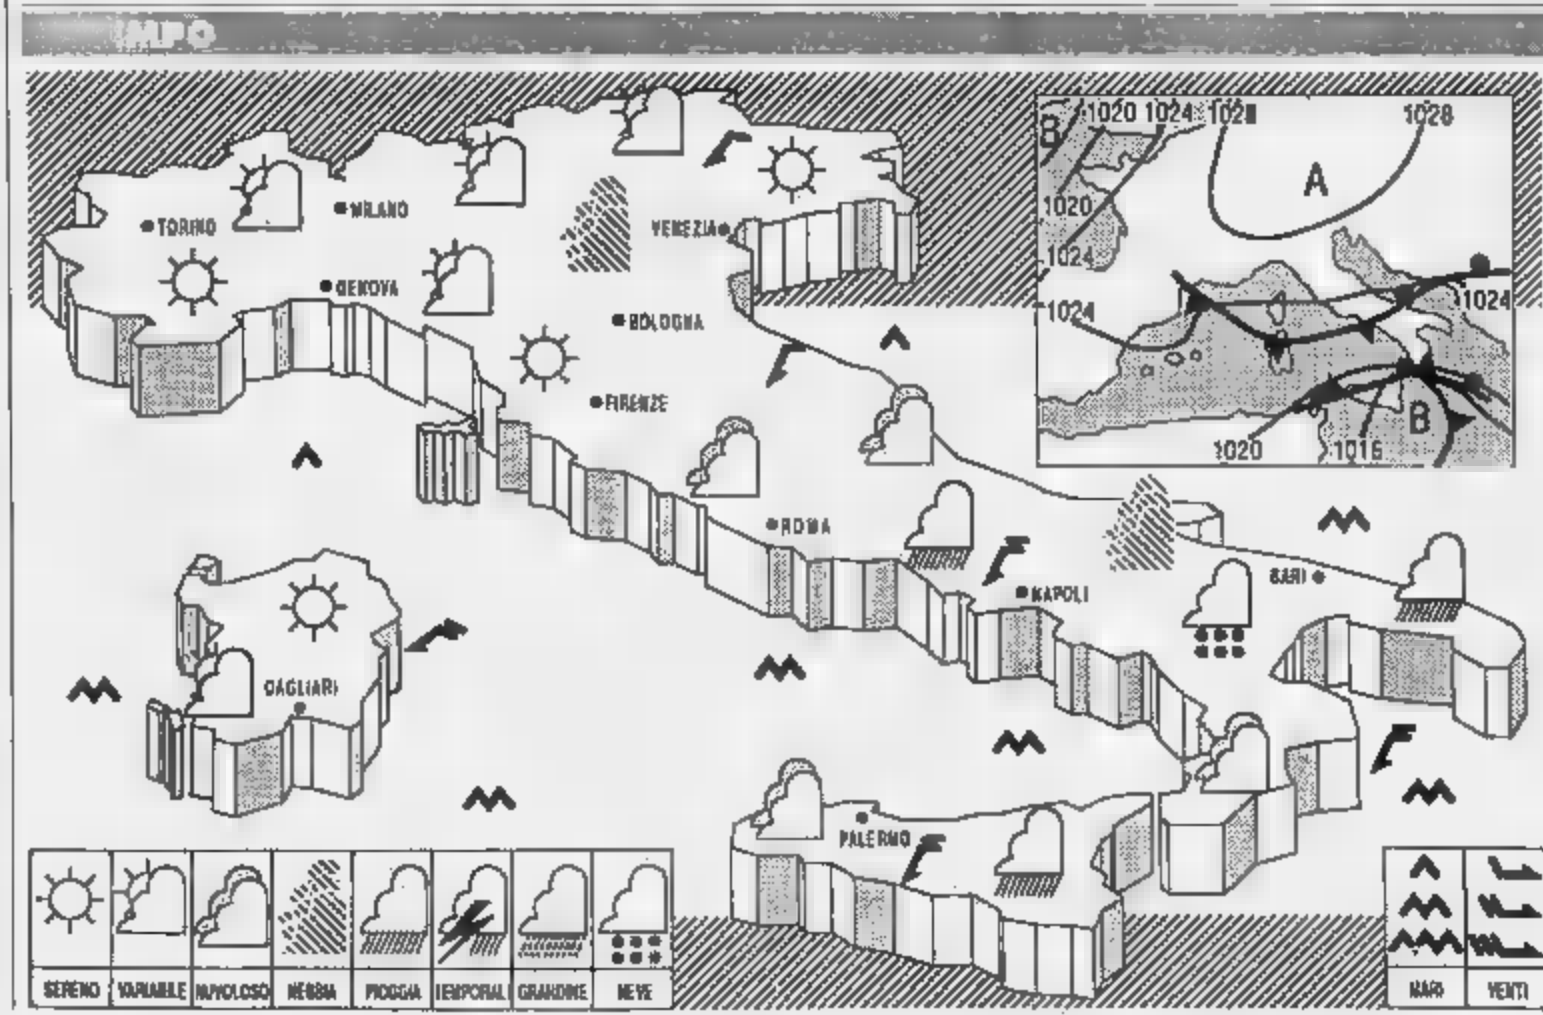 1020 1024 1028
1028
B
A
1020
1024
1024
1024
B
1020
1016
TORINO
MILANO
VENEZIA
GENOVA
BOLOGNA
FIRENZE
ROMA
NAPOLI
BARI
CAGLIARI
PALERMO
SERENO VARIABILE NUVOLOSO NEBBIA PIOGGIA TEMPORALI GRANDINE NEVE
MARI VENTI